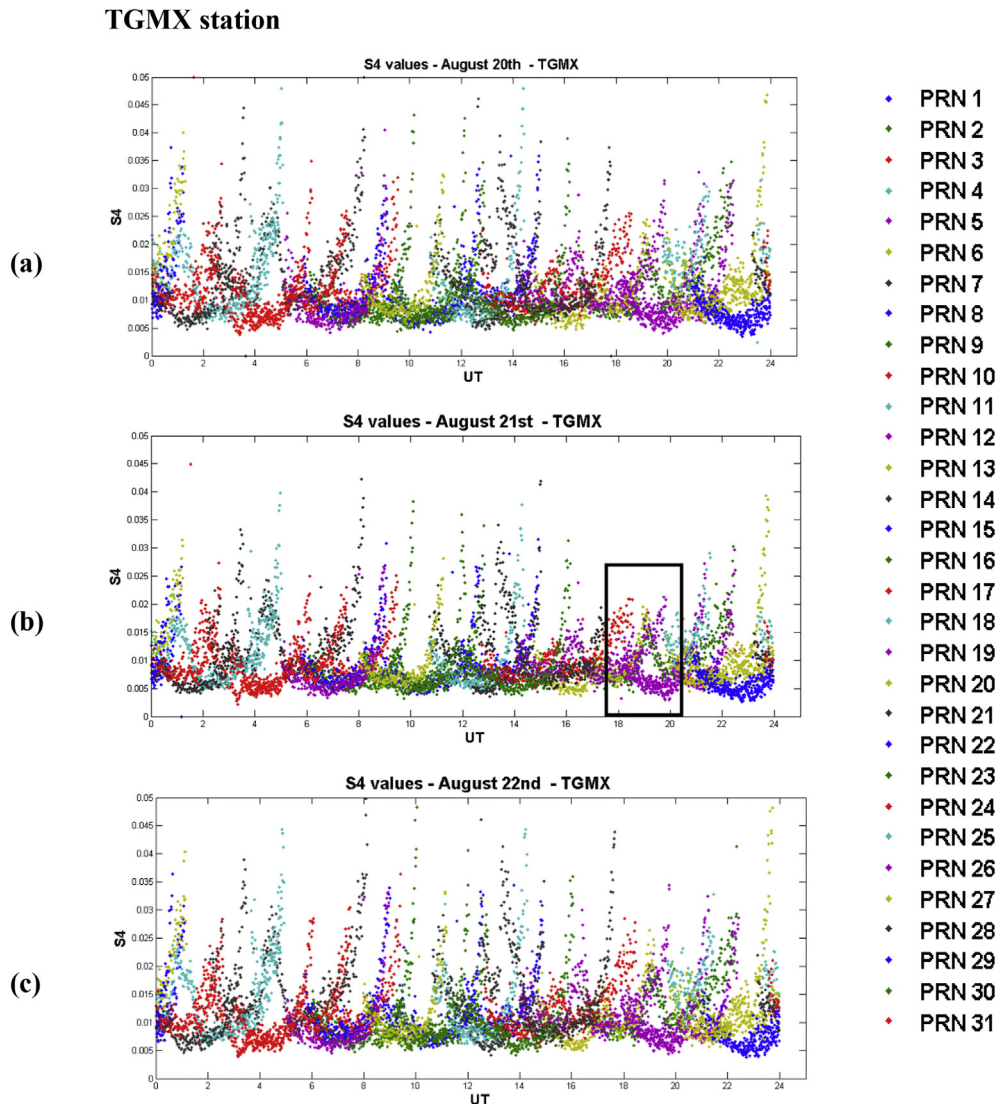 TGMX station
(a)
S4 values - August 20th - TGMX
0.05
0.045
0.04
0.035
0.03
0.025
0.02
0.015
0.01
0.005
0
S4
0 2 4 6 8 10 12 14 16 18 20 22 24
UT
(b)
S4 values - August 21st - TGMX
0.05
0.045
0.04
0.035
0.03
0.025
0.02
0.015
0.01
0.005
0
S4
0 2 4 6 8 10 12 14 16 18 20 22 24
UT
(c)
S4 values - August 22nd - TGMX
0.05
0.045
0.04
0.035
0.03
0.025
0.02
0.015
0.01
0.005
0
S4
0 2 4 6 8 10 12 14 16 18 20 22 24
UT
PRN 1
PRN 2
PRN 3
PRN 4
PRN 5
PRN 6
PRN 7
PRN 8
PRN 9
PRN 10
PRN 11
PRN 12
PRN 13
PRN 14
PRN 15
PRN 16
PRN 17
PRN 18
PRN 19
PRN 20
PRN 21
PRN 22
PRN 23
PRN 24
PRN 25
PRN 26
PRN 27
PRN 28
PRN 29
PRN 30
PRN 31